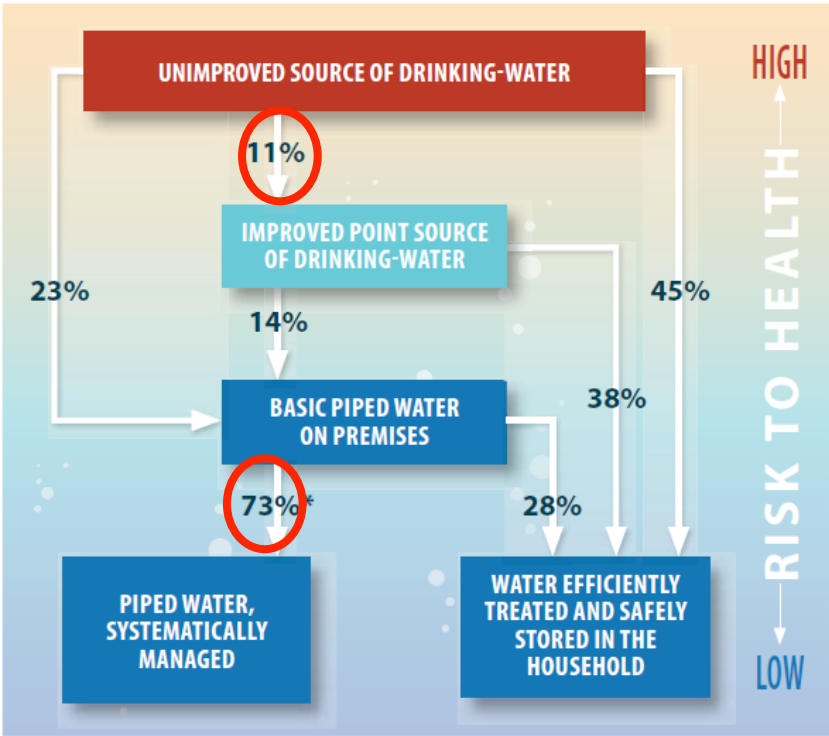 UNIMPROVED SOURCE OF DRINKING-WATER
HIGH
11%
IMPROVED POINT SOURCE
OF DRINKING-WATER
23%
45%
14%
RISK TO HEALTH
38%
BASIC PIPED WATER
ON PREMISES
73%*
28%
PIPED WATER,
SYSTEMATICALLY
MANAGED
WATER EFFICIENTLY
TREATED AND SAFELY
STORED IN THE
HOUSEHOLD
LOW